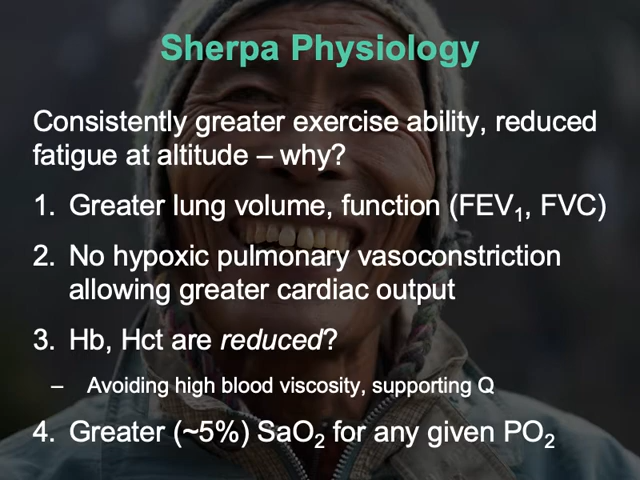 Sherpa Physiology
Consistently greater exercise ability, reduced
fatigue at altitude – why?
1. Greater lung volume, function (FEV₁, FVC)
2. No hypoxic pulmonary vasoconstriction
allowing greater cardiac output
3. Hb, Hct are reduced?
– Avoiding high blood viscosity, supporting Q
4. Greater (~5%) SaO₂ for any given PO₂